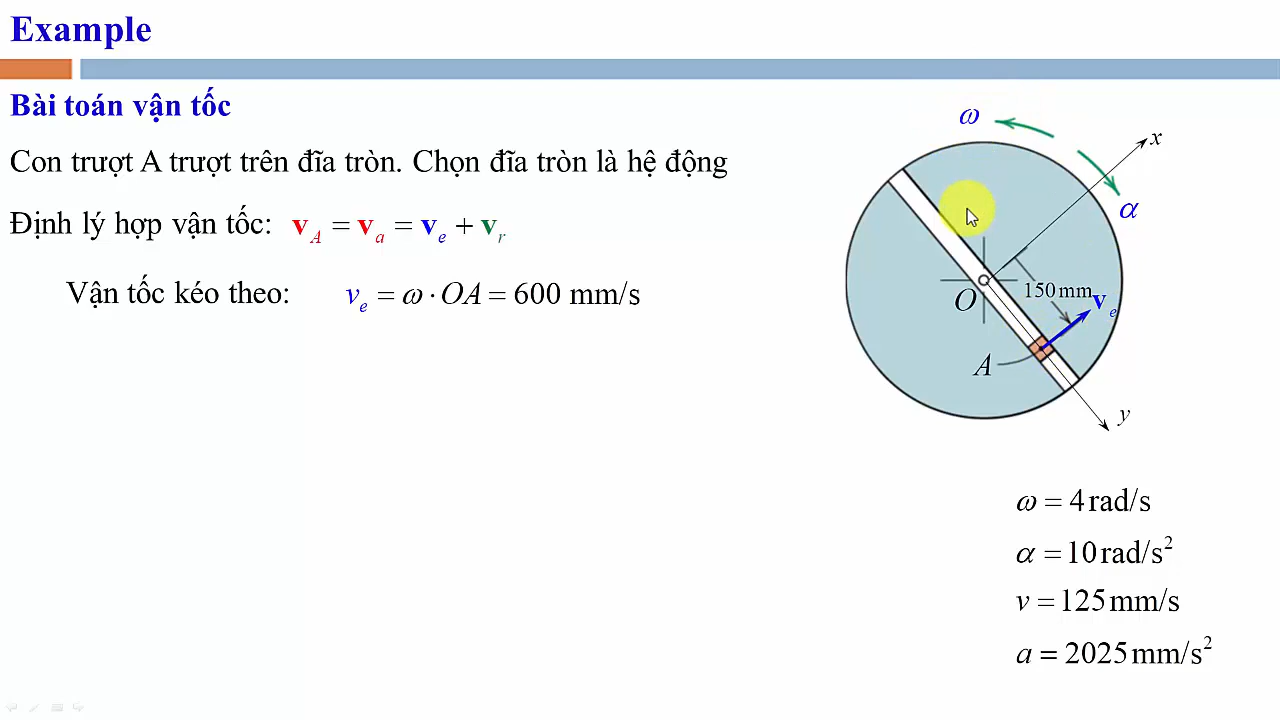 Example
Bài toán vận tốc
Con trượt A trượt trên đĩa tròn. Chọn đĩa tròn là hệ động
Định lý hợp vận tốc: v_A = v_a = v_e + v_r
Vận tốc kéo theo: v_e = ω · OA = 600 mm/s
ω
x
α
O
150 mm
v_e
A
y
ω = 4 rad/s
α = 10 rad/s²
v = 125 mm/s
a = 2025 mm/s²